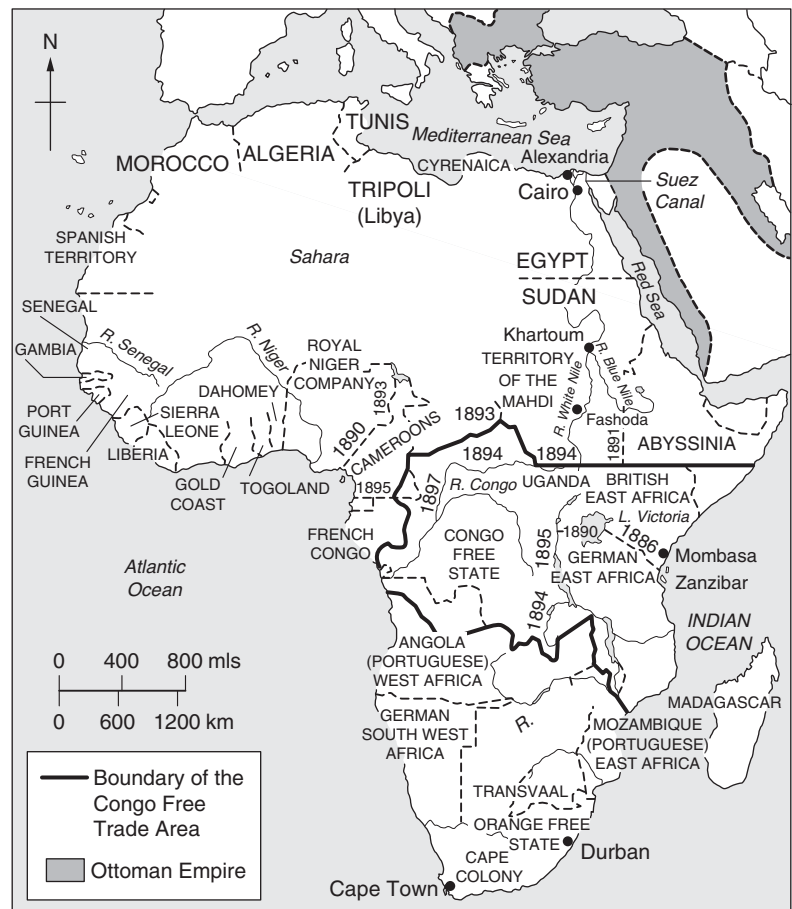 N
TUNIS
Mediterranean Sea
MOROCCO
ALGERIA
CYRENAICA
Alexandria
TRIPOLI
(Libya)
Cairo
Suez
Canal
SPANISH
TERRITORY
Sahara
EGYPT
Red Sea
SUDAN
SENEGAL
R. Senegal
R. Niger
ROYAL
NIGER
COMPANY
1893
Khartoum
TERRITORY
OF THE
MAHDI
R. White Nile
R. Blue Nile
GAMBIA
DAHOMEY
PORT
GUINEA
SIERRA
LEONE
1890
CAMEROONS
1893
Fashoda
1891
ABYSSINIA
FRENCH
GUINEA
LIBERIA
GOLD
COAST
TOGOLAND
1895
1897
1894
1894
R. Congo
UGANDA
BRITISH
EAST AFRICA
L. Victoria
FRENCH
CONGO
CONGO
FREE
STATE
1895
1890
1886
GERMAN
EAST AFRICA
Mombasa
Zanzibar
Atlantic
Ocean
1894
INDIAN
OCEAN
ANGOLA
(PORTUGUESE)
WEST AFRICA
0 400 800 mls
0 600 1200 km
GERMAN
SOUTH WEST
AFRICA
R.
MADAGASCAR
MOZAMBIQUE
(PORTUGUESE)
EAST AFRICA
TRANSVAAL
ORANGE FREE
STATE
Durban
CAPE
COLONY
Cape Town
Boundary of the
Congo Free
Trade Area
Ottoman Empire